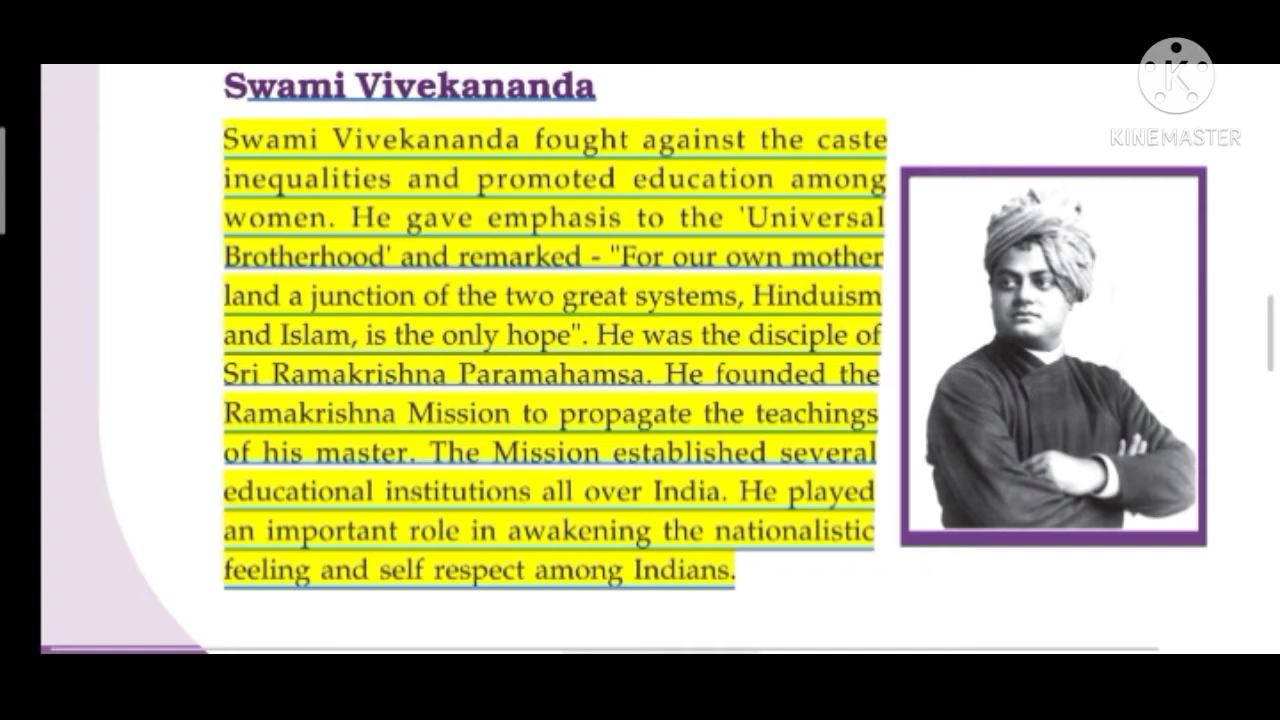 Swami Vivekananda
Swami Vivekananda fought against the caste
inequalities and promoted education among
women. He gave emphasis to the 'Universal
Brotherhood' and remarked - "For our own mother
land a junction of the two great systems, Hinduism
and Islam, is the only hope". He was the disciple of
Sri Ramakrishna Paramahamsa. He founded the
Ramakrishna Mission to propagate the teachings
of his master. The Mission established several
educational institutions all over India. He played
an important role in awakening the nationalistic
feeling and self respect among Indians.
K
KINEMASTER